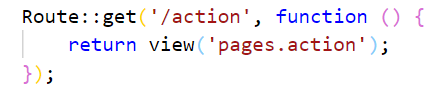 Route::get('/action', function () {
    return view('pages.action');
});